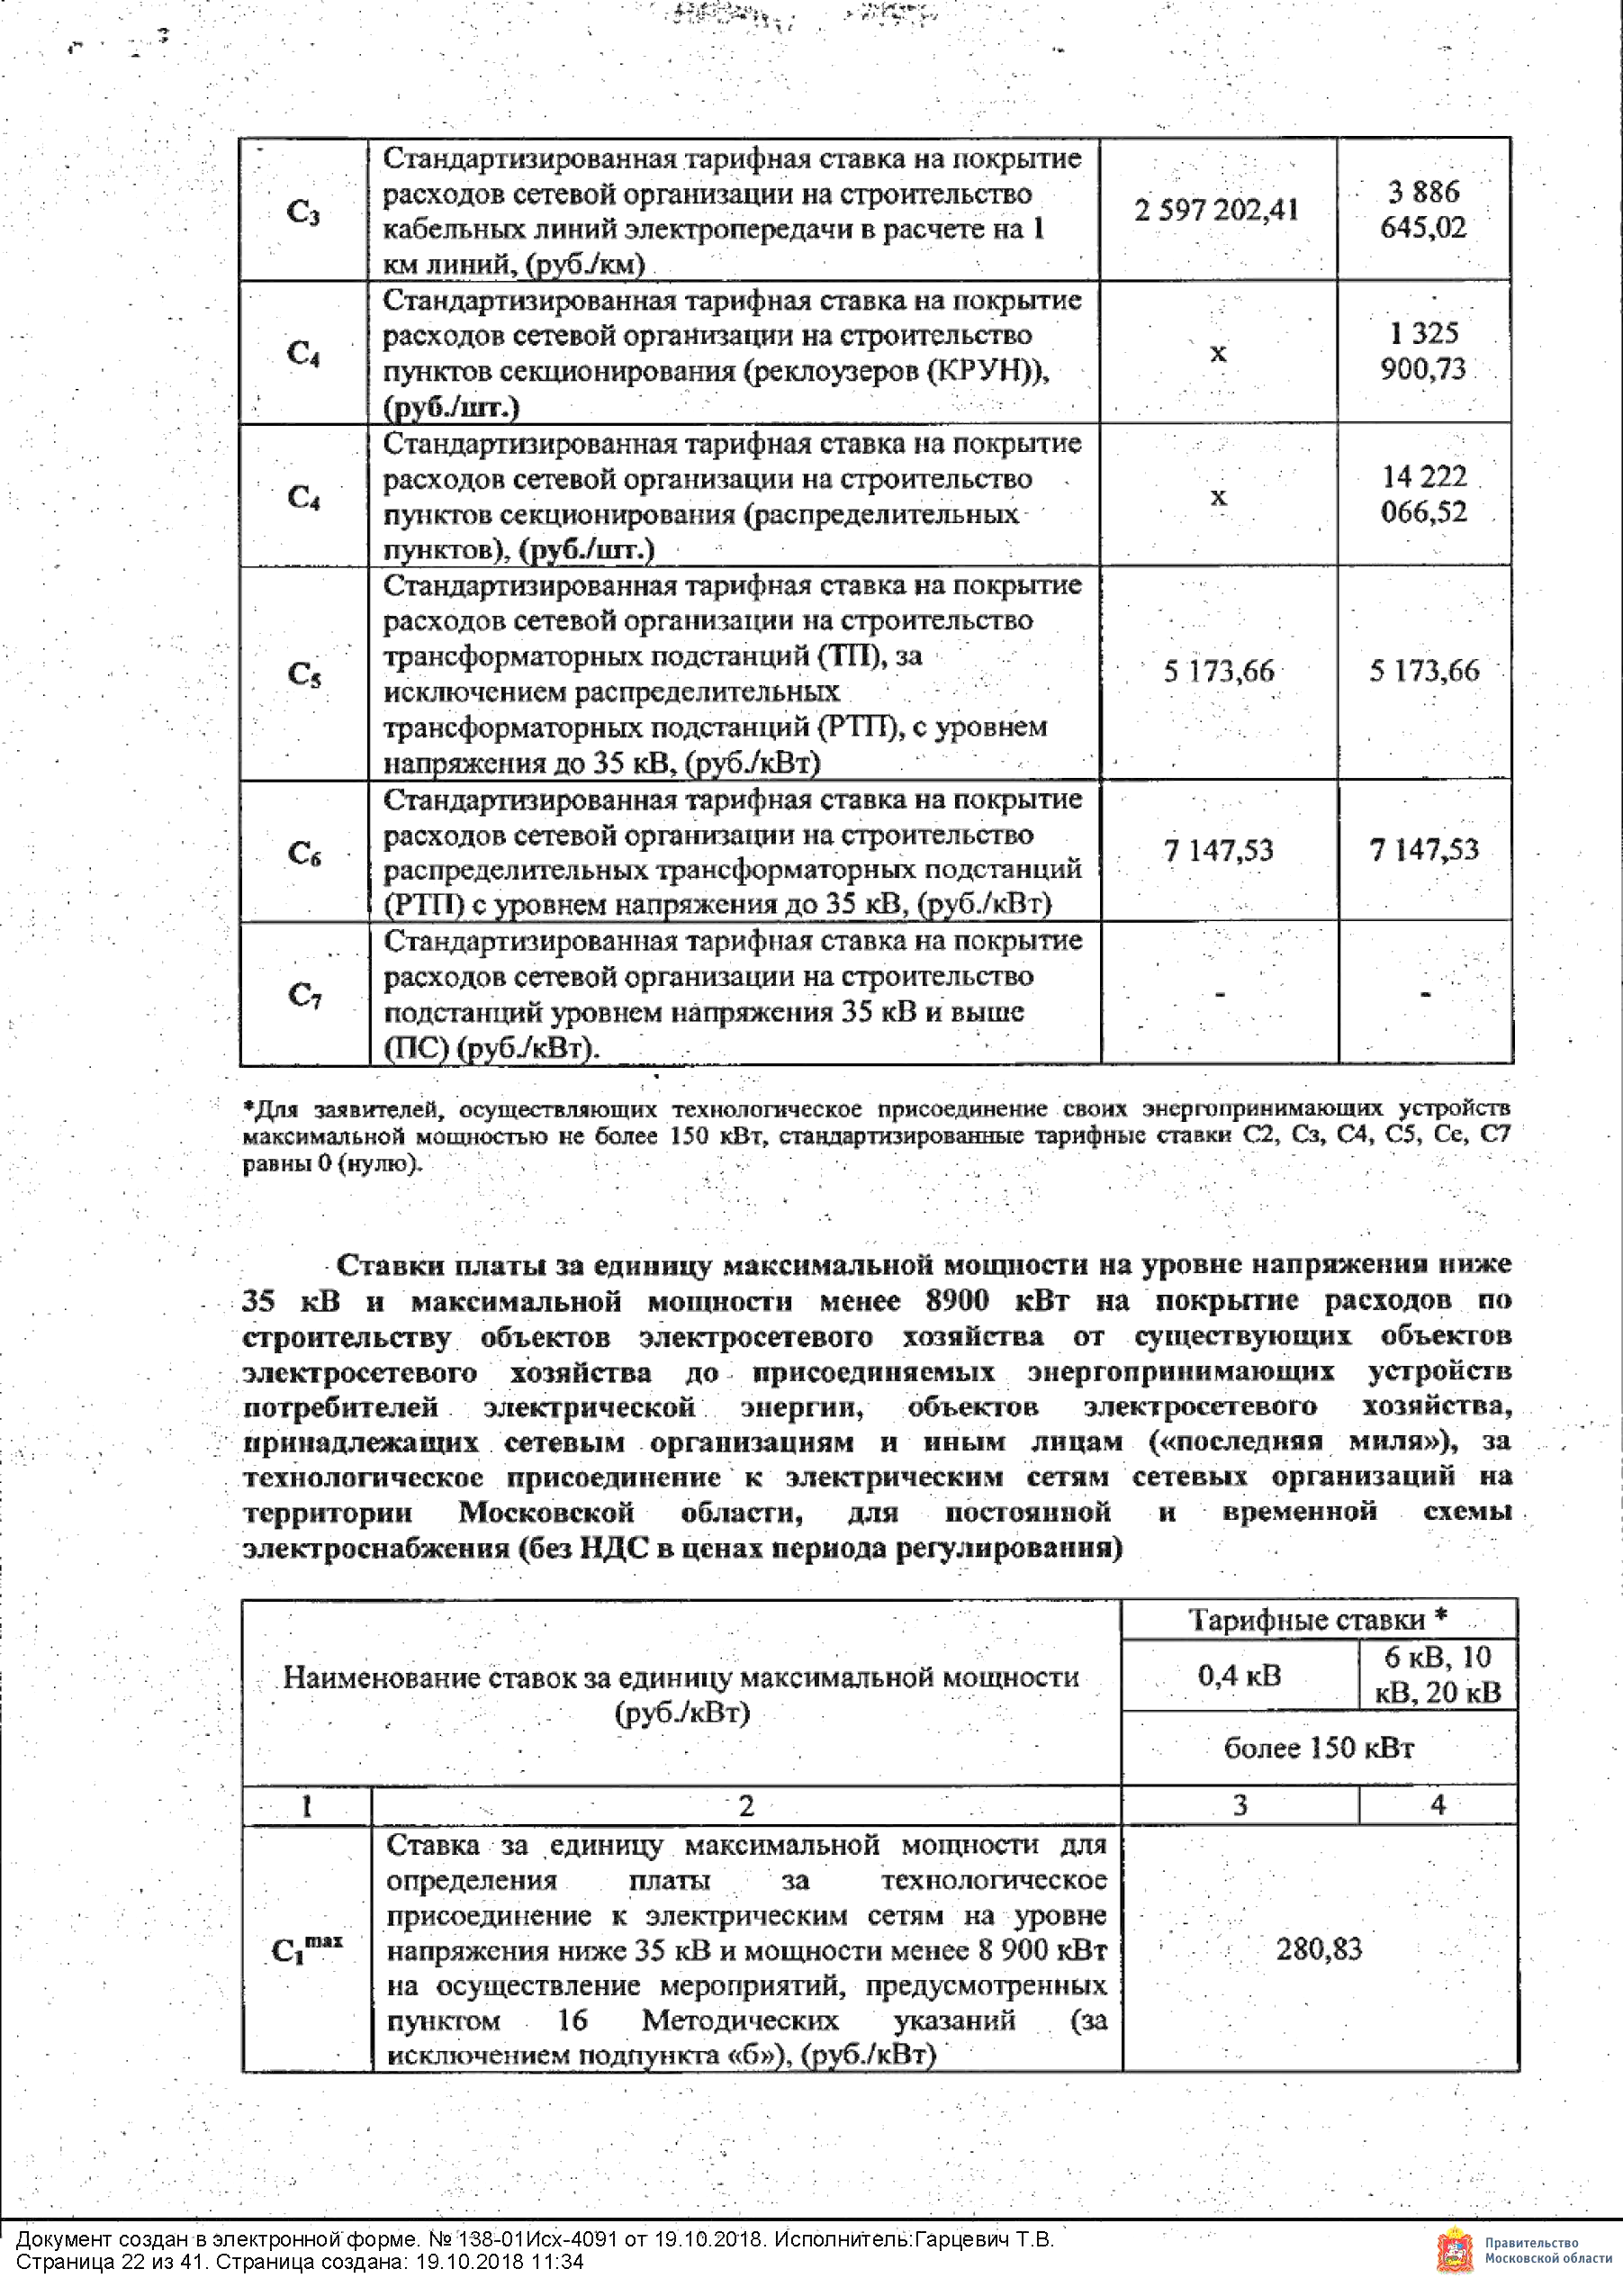 С3
Стандартизированная тарифная ставка на покрытие
расходов сетевой организации на строительство
кабельных линий электропередачи в расчете на 1
км линий, (руб./км)
2 597 202,41
3 886
645,02
С4
Стандартизированная тарифная ставка на покрытие
расходов сетевой организации на строительство
пунктов секционирования (реклоузеров (КРУН)),
(руб./шт.)
х
1 325
900,73
С4
Стандартизированная тарифная ставка на покрытие
расходов сетевой организации на строительство
пунктов секционирования (распределительных
пунктов), (руб./шт.)
х
14 222
066,52
С5
Стандартизированная тарифная ставка на покрытие
расходов сетевой организации на строительство
трансформаторных подстанций (ТП), за
исключением распределительных
трансформаторных подстанций (РТП), с уровнем
напряжения до 35 кВ, (руб./кВт)
5 173,66
5 173,66
С6
Стандартизированная тарифная ставка на покрытие
расходов сетевой организации на строительство
распределительных трансформаторных подстанций
(РТП) с уровнем напряжения до 35 кВ, (руб./кВт)
7 147,53
7 147,53
С7
Стандартизированная тарифная ставка на покрытие
расходов сетевой организации на строительство
подстанций уровнем напряжения 35 кВ и выше
(ПС) (руб./кВт).
-
-
*Для заявителей, осуществляющих технологическое присоединение своих энергопринимающих устройств
максимальной мощностью не более 150 кВт, стандартизированные тарифные ставки С2, Сз, С4, С5, Се, С7
равны 0 (нулю).
Ставки платы за единицу максимальной мощности на уровне напряжения ниже
35 кВ и максимальной мощности менее 8900 кВт на покрытие расходов по
строительству объектов электросетевого хозяйства от существующих объектов
электросетевого хозяйства до присоединяемых энергопринимающих устройств
потребителей электрической энергии, объектов электросетевого хозяйства,
принадлежащих сетевым организациям и иным лицам («последняя миля»), за
технологическое присоединение к электрическим сетям сетевых организаций на
территории Московской области, для постоянной и временной схемы
электроснабжения (без НДС в ценах периода регулирования)
Наименование ставок за единицу максимальной мощности
(руб./кВт)
Тарифные ставки *
0,4 кВ
6 кВ, 10
кВ, 20 кВ
более 150 кВт
1
2
3
4
С1max
Ставка за единицу максимальной мощности для
определения платы за технологическое
присоединение к электрическим сетям на уровне
напряжения ниже 35 кВ и мощности менее 8 900 кВт
на осуществление мероприятий, предусмотренных
пунктом 16 Методических указаний (за
исключением подпункта «б»), (руб./кВт)
280,83
Документ создан в электронной форме. № 138-01Исх-4091 от 19.10.2018. Исполнитель:Гарцевич Т.В.
Страница 22 из 41. Страница создана: 19.10.2018 11:34
Правительство
Московской области